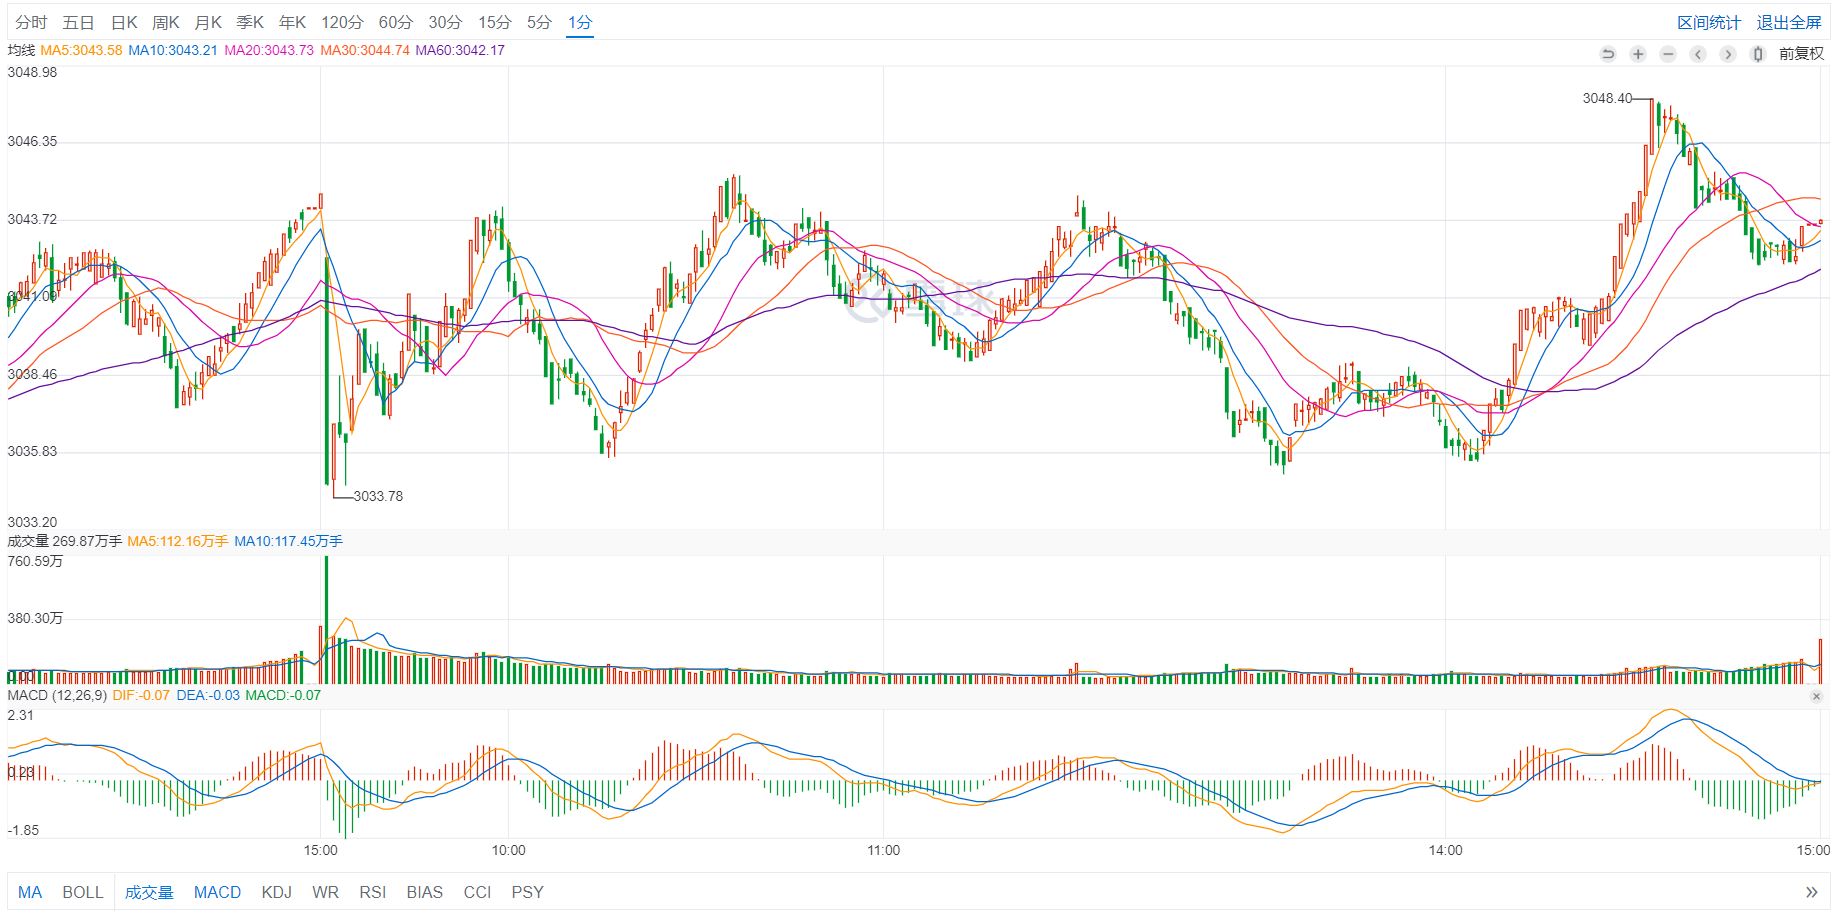 分时 五日 日K 周K 月K 季K 年K 120分 60分 30分 15分 5分 1分 区间统计 退出全屏
均线 MA5:3043.58 MA10:3043.21 MA20:3043.73 MA30:3044.74 MA60:3042.17 前复权
3048.98
3048.40
3046.35
3043.72
3041.09
雪球
3038.46
3035.83
3033.78
3033.20
成交量 269.87万手 MA5:112.16万手 MA10:117.45万手
760.59万
380.30万
0.00
MACD (12,26,9) DIF:-0.07 DEA:-0.03 MACD:-0.07
2.31
0.23
-1.85
15:00 10:00 11:00 14:00 15:00
MA BOLL 成交量 MACD KDJ WR RSI BIAS CCI PSY »